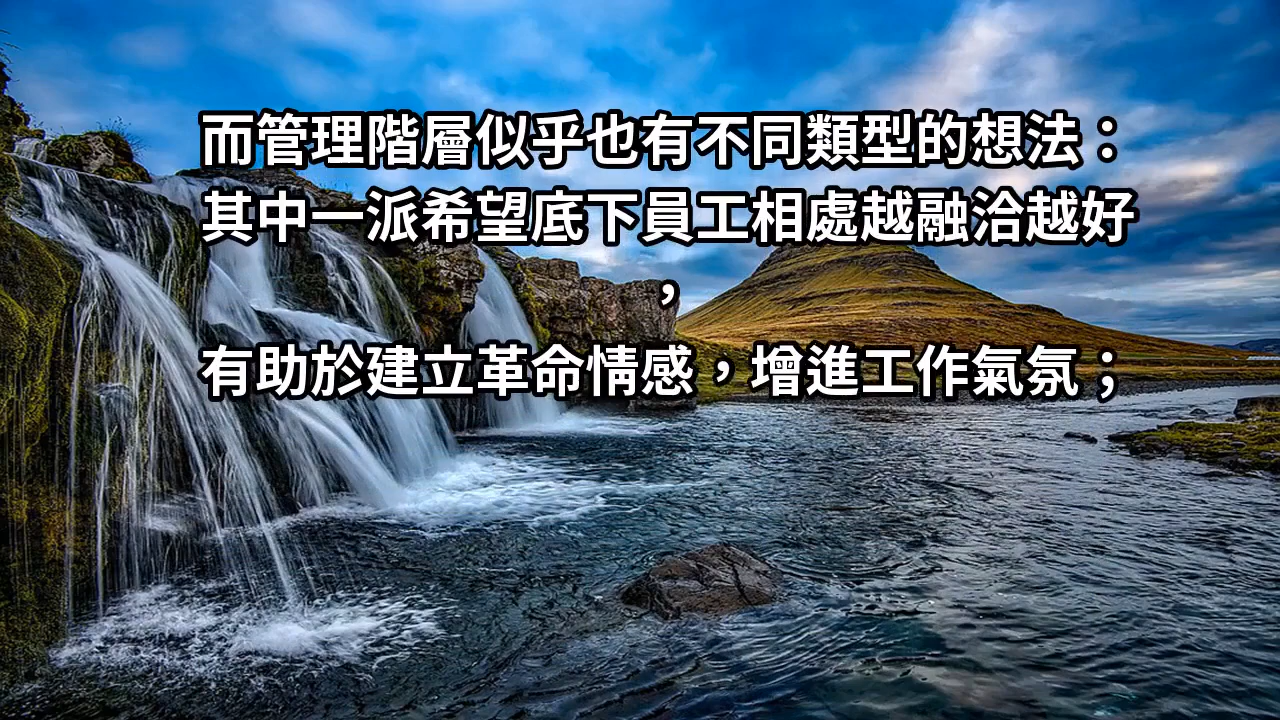 而管理階層似乎也有不同類型的想法：
其中一派希望底下員工相處越融洽越好
，
有助於建立革命情感，增進工作氣氛；